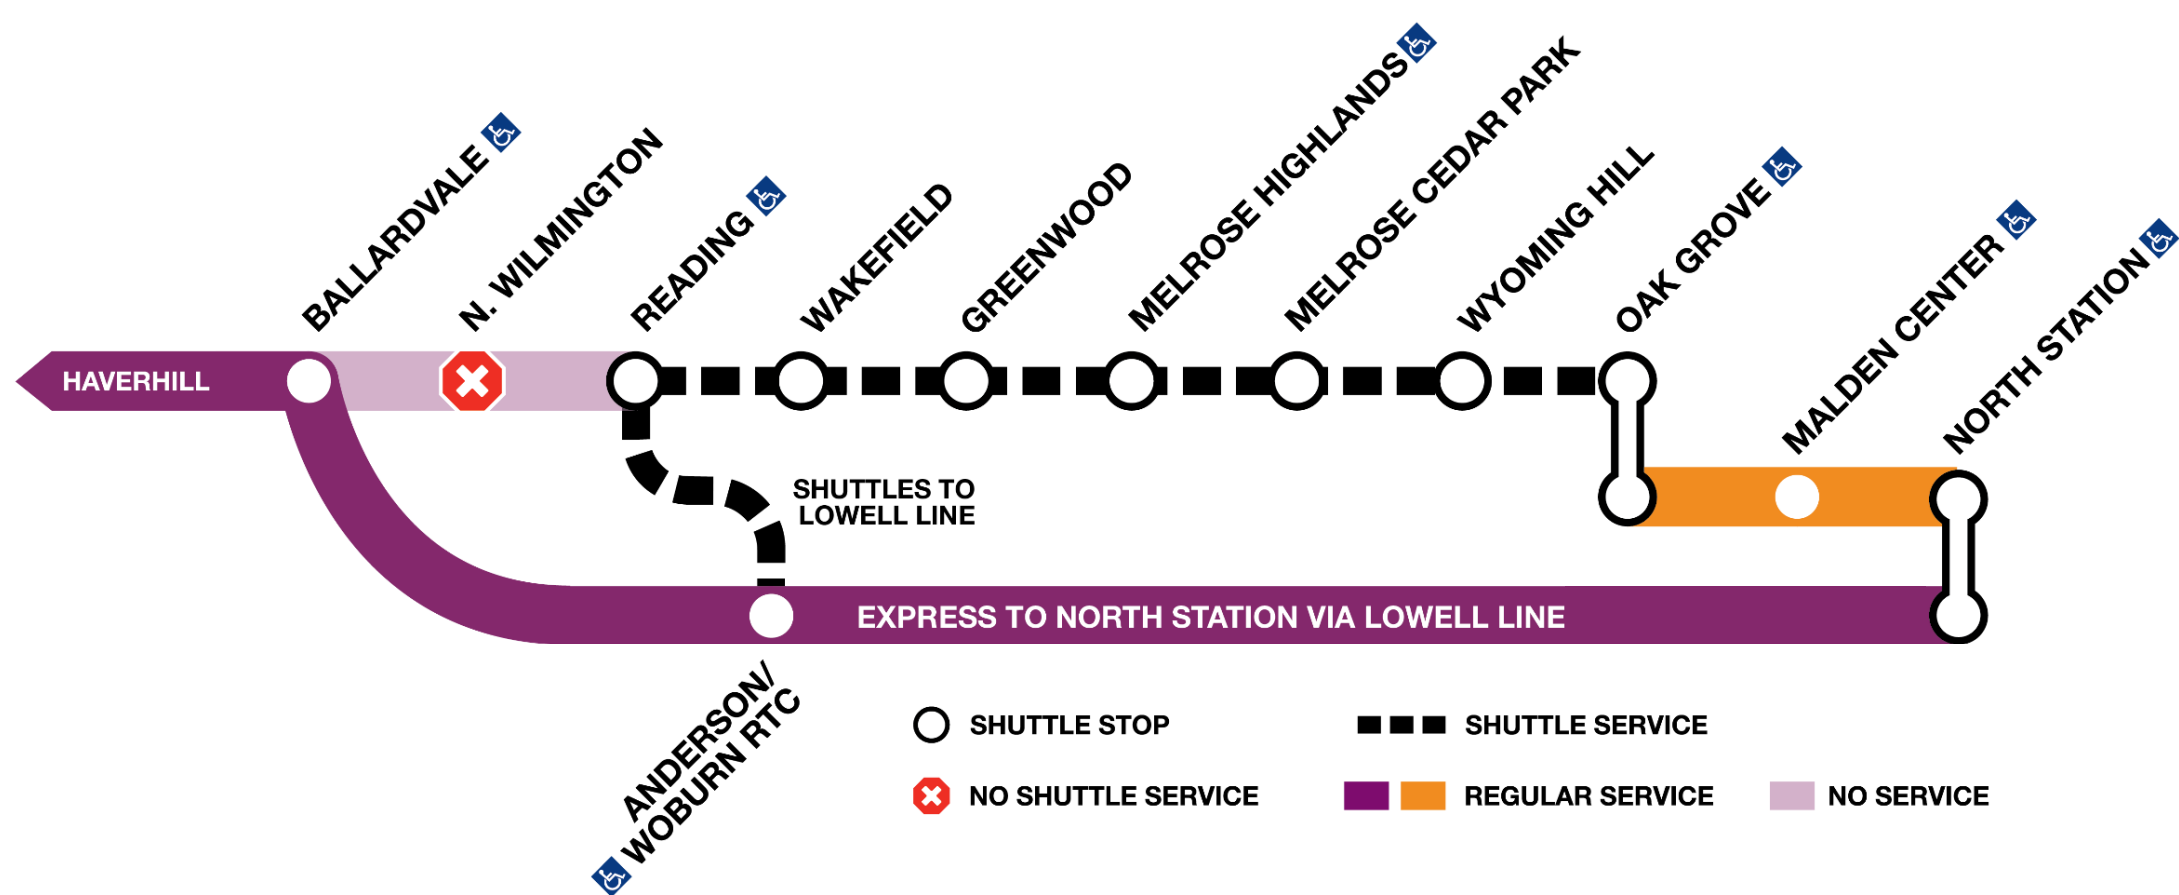 BALLARDVALE
N. WILMINGTON
READING
WAKEFIELD
GREENWOOD
MELROSE HIGHLANDS
MELROSE CEDAR PARK
WYOMING HILL
OAK GROVE
MALDEN CENTER
NORTH STATION
HAVERHILL
SHUTTLES TO
LOWELL LINE
EXPRESS TO NORTH STATION VIA LOWELL LINE
ANDERSON/
WOBURN RTC
SHUTTLE STOP
SHUTTLE SERVICE
NO SHUTTLE SERVICE
REGULAR SERVICE
NO SERVICE